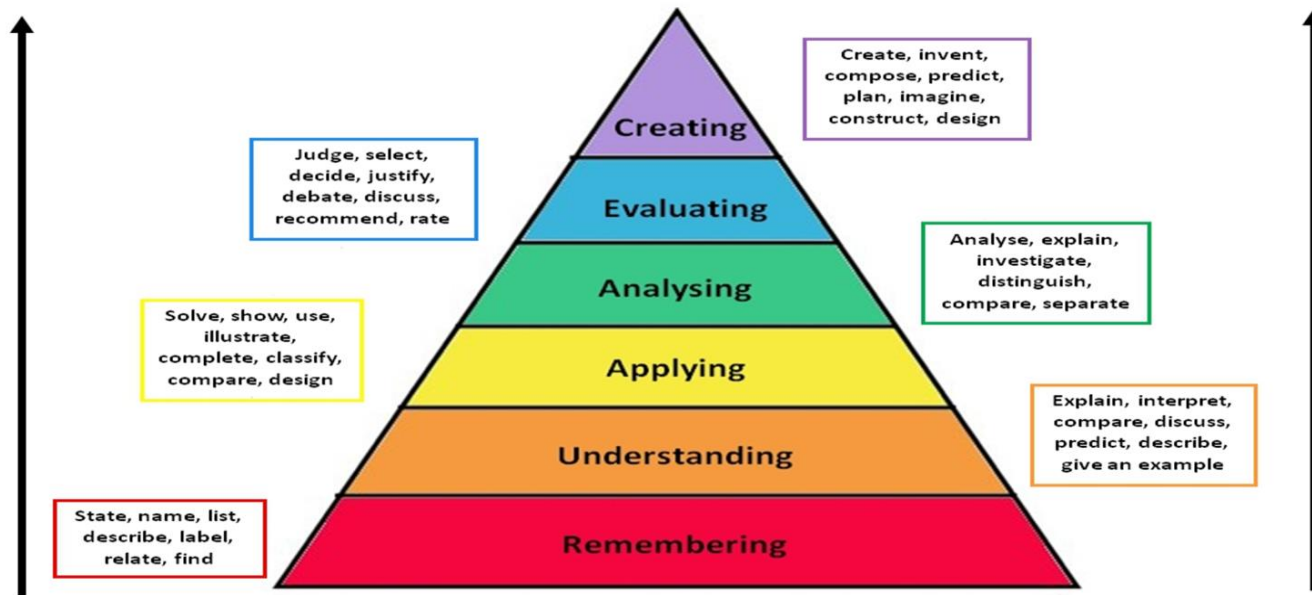 Create, invent,
compose, predict,
plan, imagine,
construct, design
Creating
Judge, select,
decide, justify,
debate, discuss,
recommend, rate
Evaluating
Analyse, explain,
investigate,
distinguish,
compare, separate
Analysing
Solve, show, use,
illustrate,
complete, classify,
compare, design
Applying
Explain, interpret,
compare, discuss,
predict, describe,
give an example
Understanding
State, name, list,
describe, label,
relate, find
Remembering